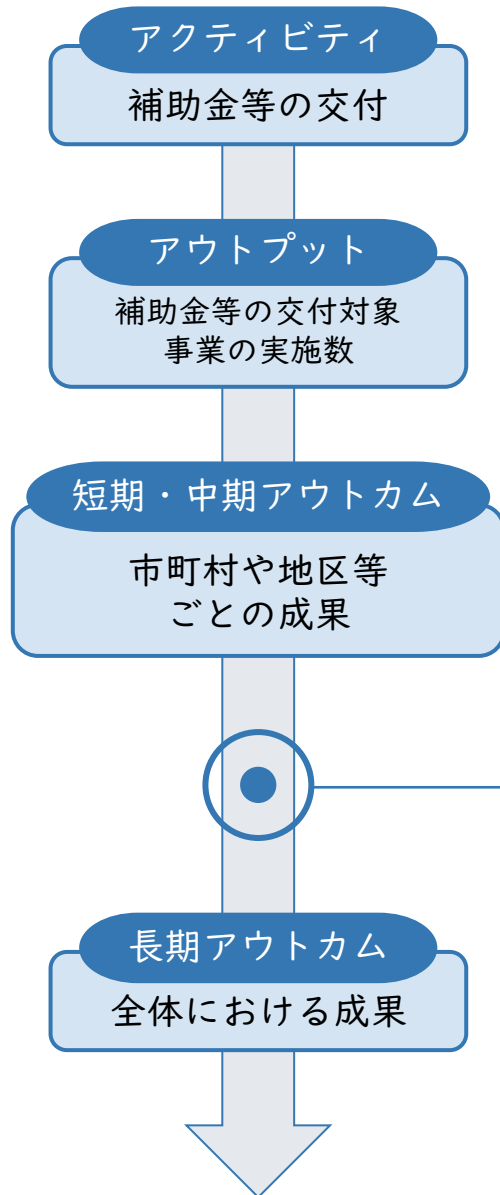 アクティビティ
補助金等の交付
アウトプット
補助金等の交付対象
事業の実施数
短期・中期アウトカム
市町村や地区等
ごとの成果
長期アウトカム
全体における成果